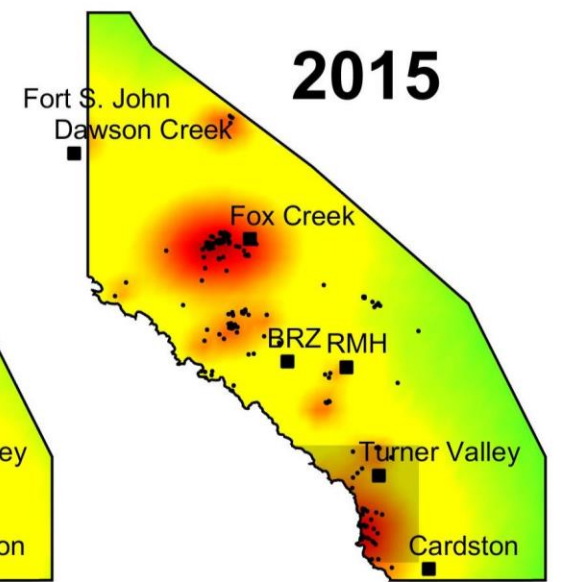 2015
Fort S. John
Dawson Creek
Fox Creek
BRZ RMH
ey
Turner Valley
on
Cardston